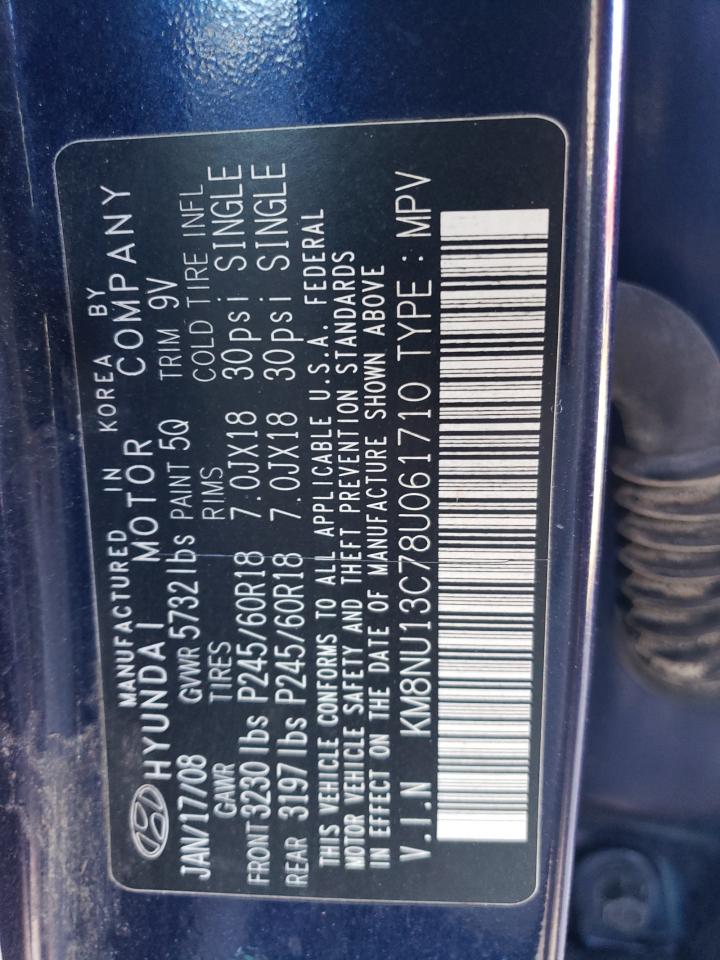 MANUFACTURED IN KOREA BY
HYUNDAI MOTOR COMPANY
JAN/17/08 GVWR 5732 lbs PAINT 5Q TRIM 9V
GAWR TIRES RIMS COLD TIRE INFL
FRONT 3230 lbs P245/60R18 7.0JX18 30psi SINGLE
REAR 3197 lbs P245/60R18 7.0JX18 30psi SINGLE
THIS VEHICLE CONFORMS TO ALL APPLICABLE U.S.A. FEDERAL
MOTOR VEHICLE SAFETY AND THEFT PREVENTION STANDARDS
IN EFFECT ON THE DATE OF MANUFACTURE SHOWN ABOVE
V.I.N KM8NU13C78U061710 TYPE : MPV